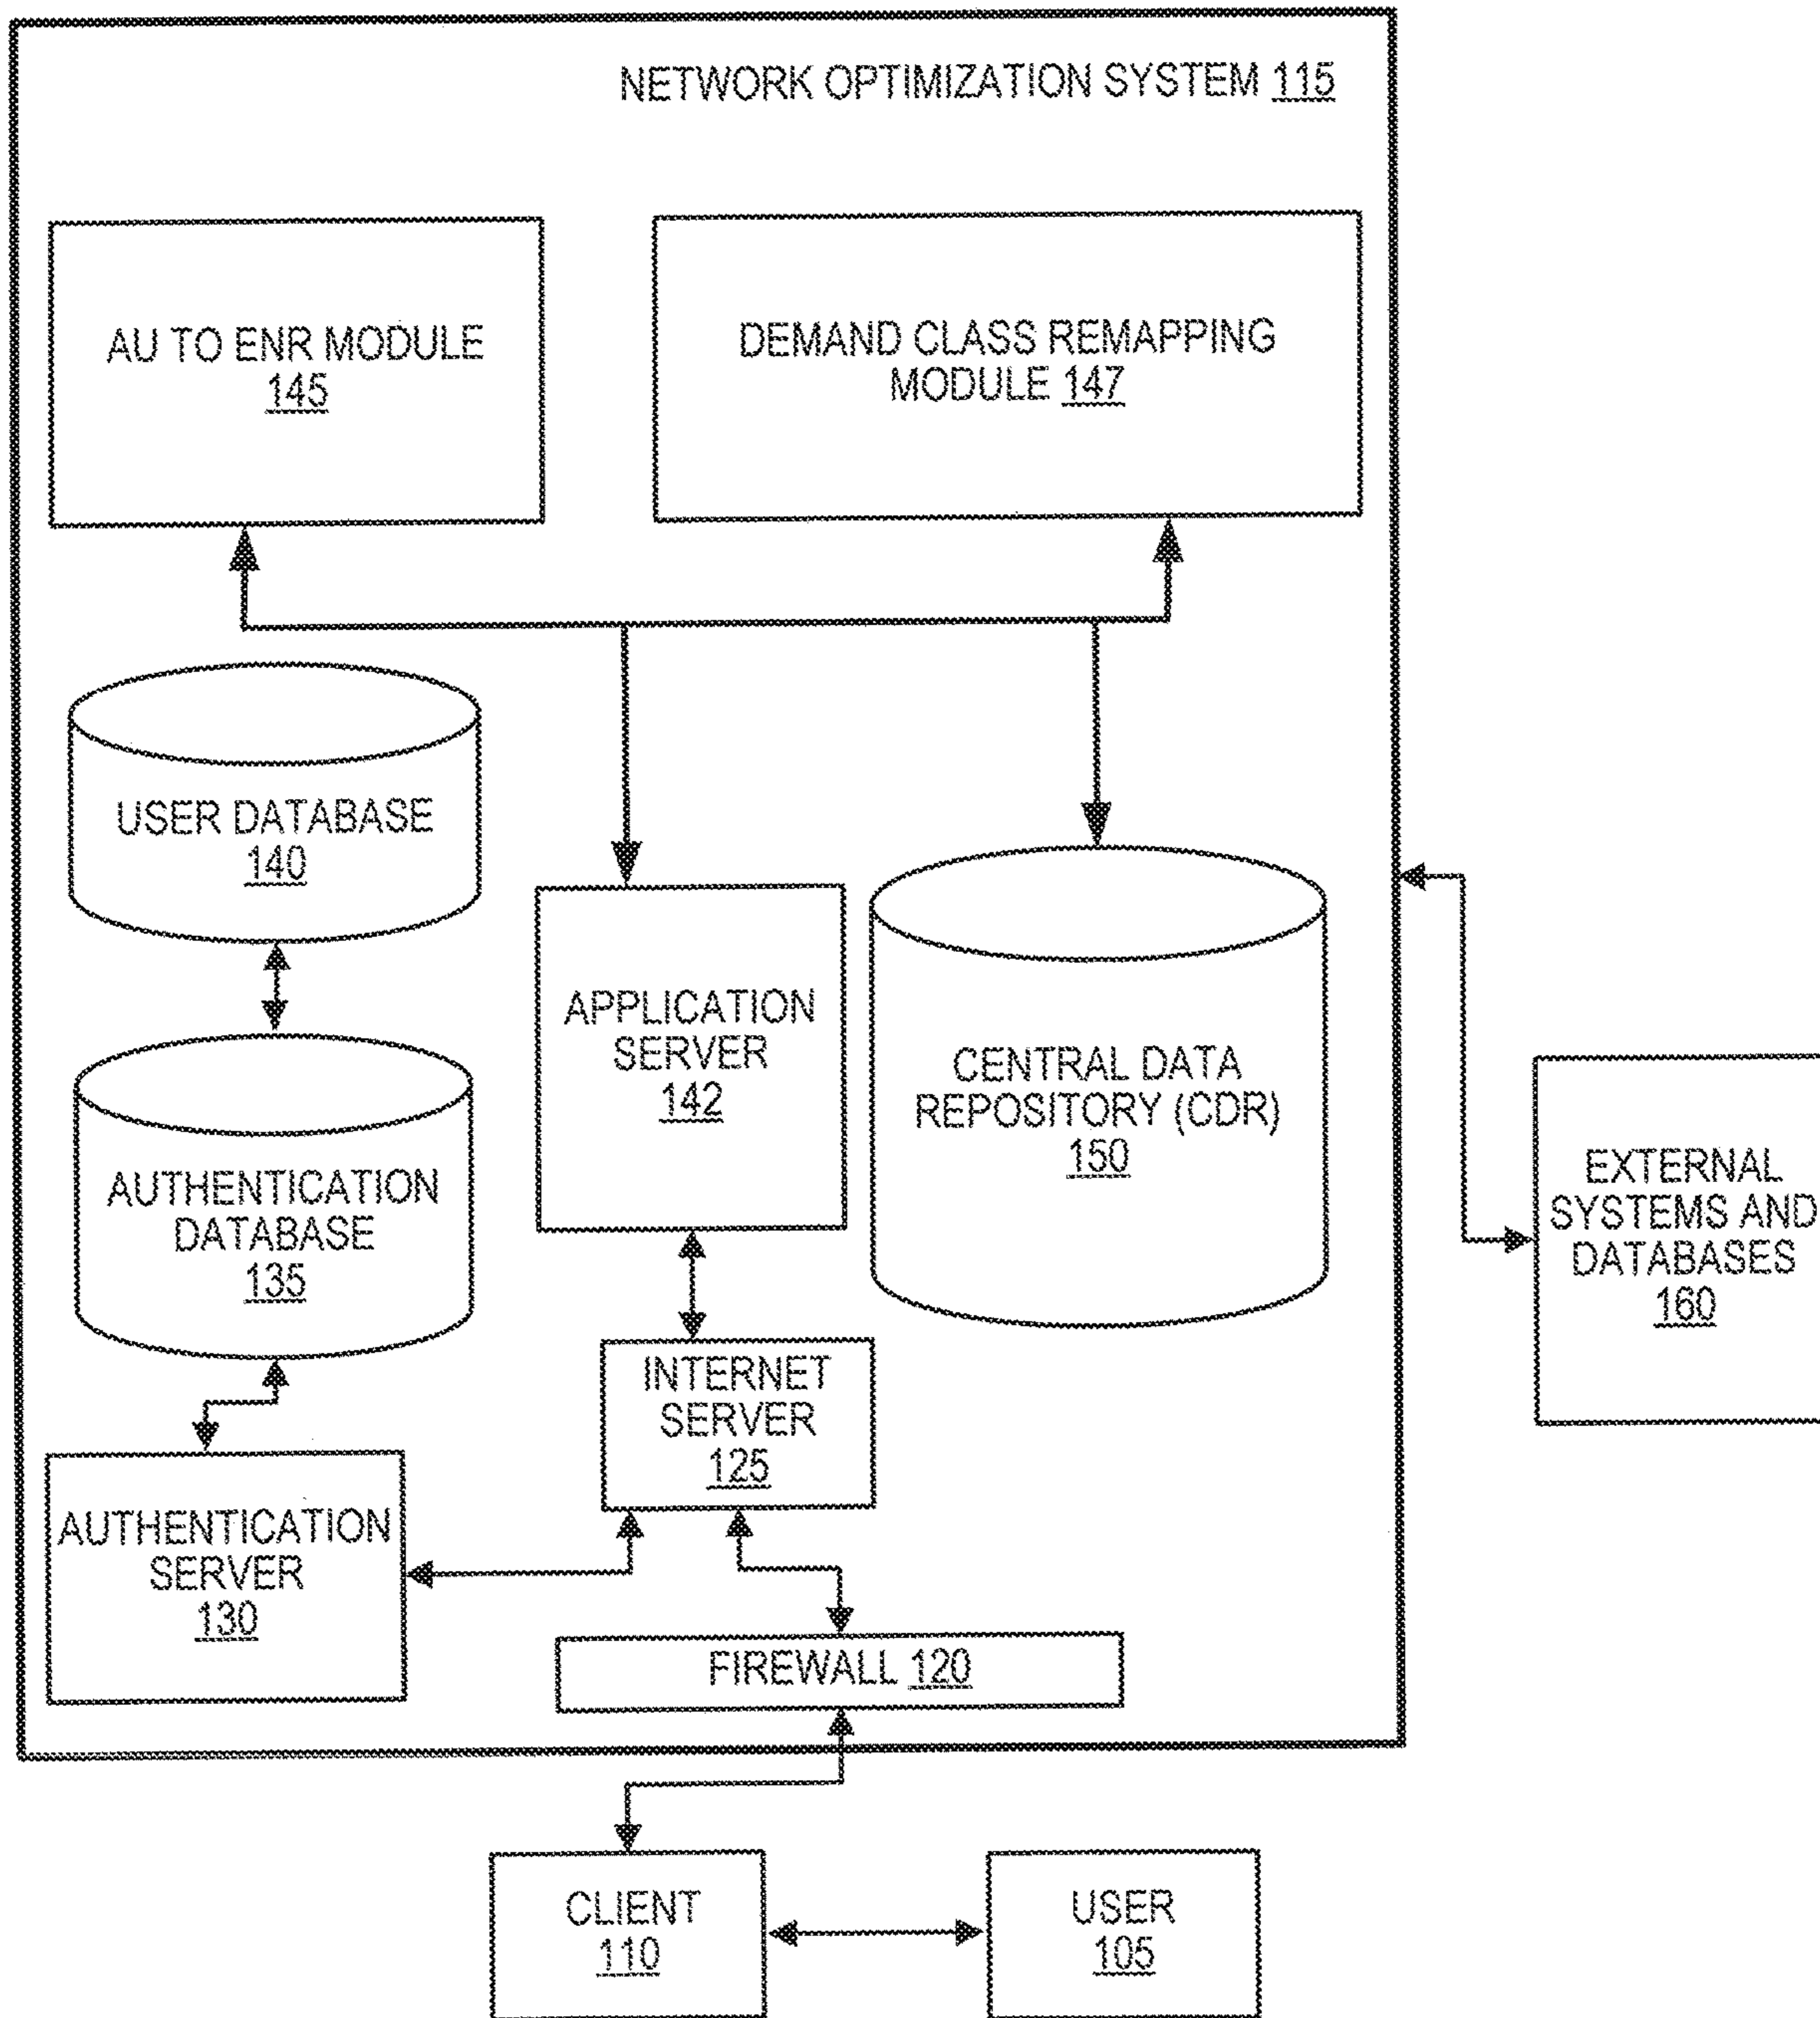 NETWORK OPTIMIZATION SYSTEM 115
AU TO ENR MODULE
145
DEMAND CLASS REMAPPING
MODULE 147
USER DATABASE
140
APPLICATION
SERVER
142
CENTRAL DATA
REPOSITORY (CDR)
150
AUTHENTICATION
DATABASE
135
EXTERNAL
SYSTEMS AND
DATABASES
160
INTERNET
SERVER
125
AUTHENTICATION
SERVER
130
FIREWALL 120
CLIENT
110
USER
105